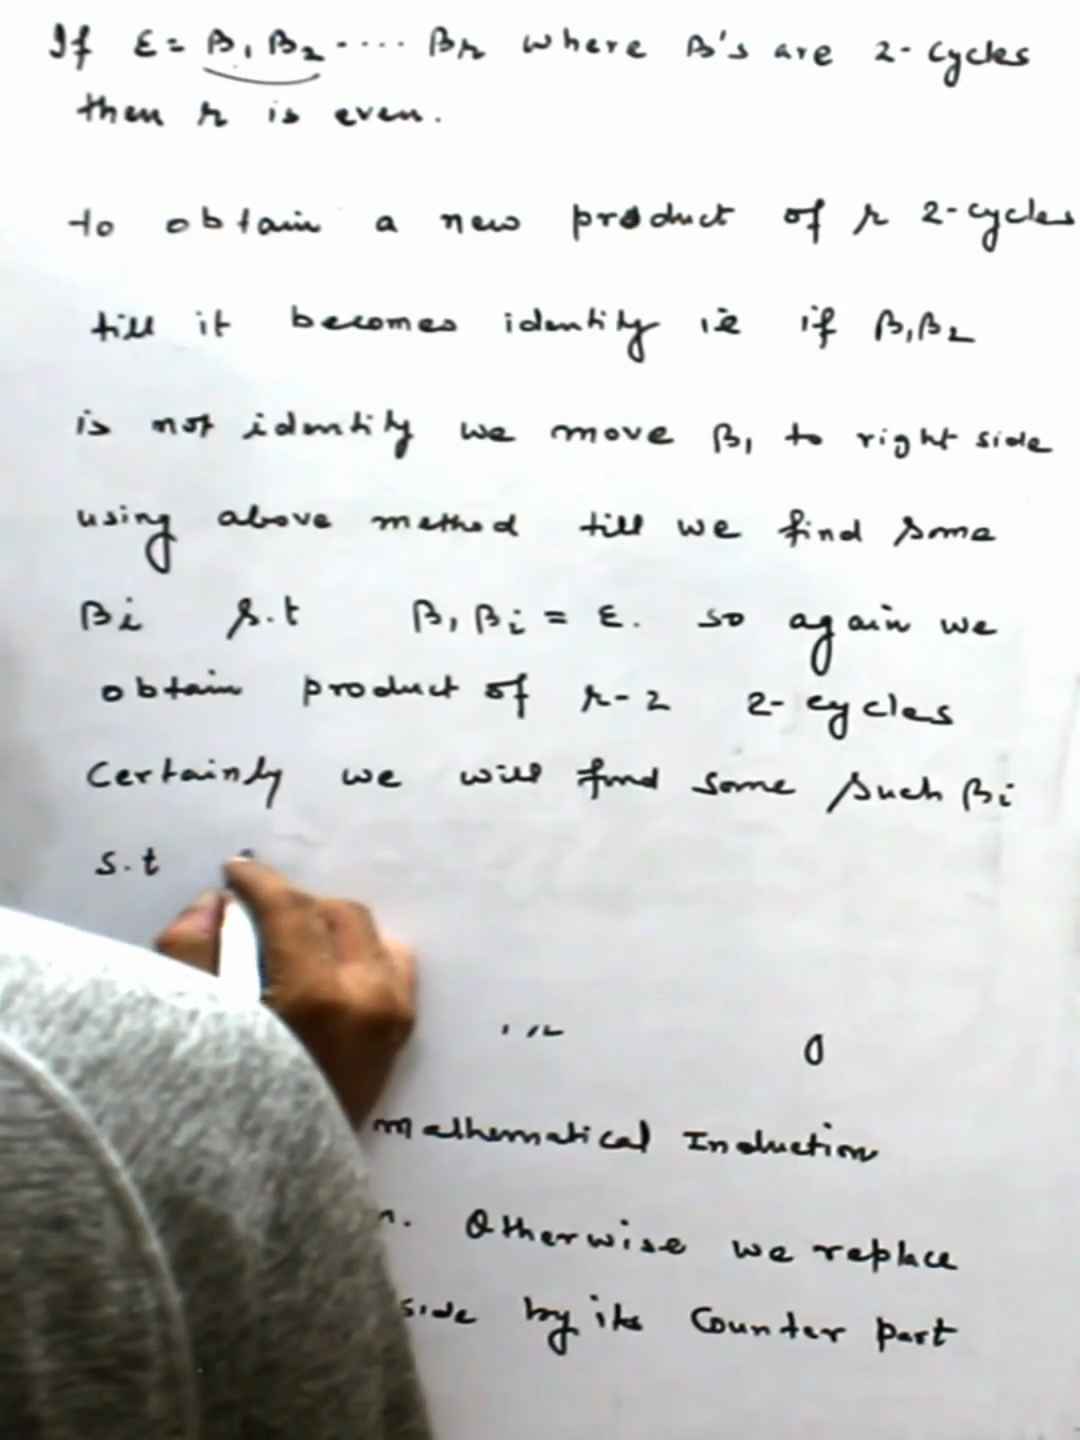 If ε = β₁ β₂ ···· βr where β's are 2-cycles
then r is even.
to obtain a new product of r 2-cycles
till it becomes identity ie if β₁β₂
is not identity we move β₁ to right side
using above method till we find some
βi s.t β₁ βi = ε. so again we
obtain product of r-2 2-cycles
Certainly we will find some such βi
s.t
mathematical Induction
n. Otherwise we replace
side by its Counter part